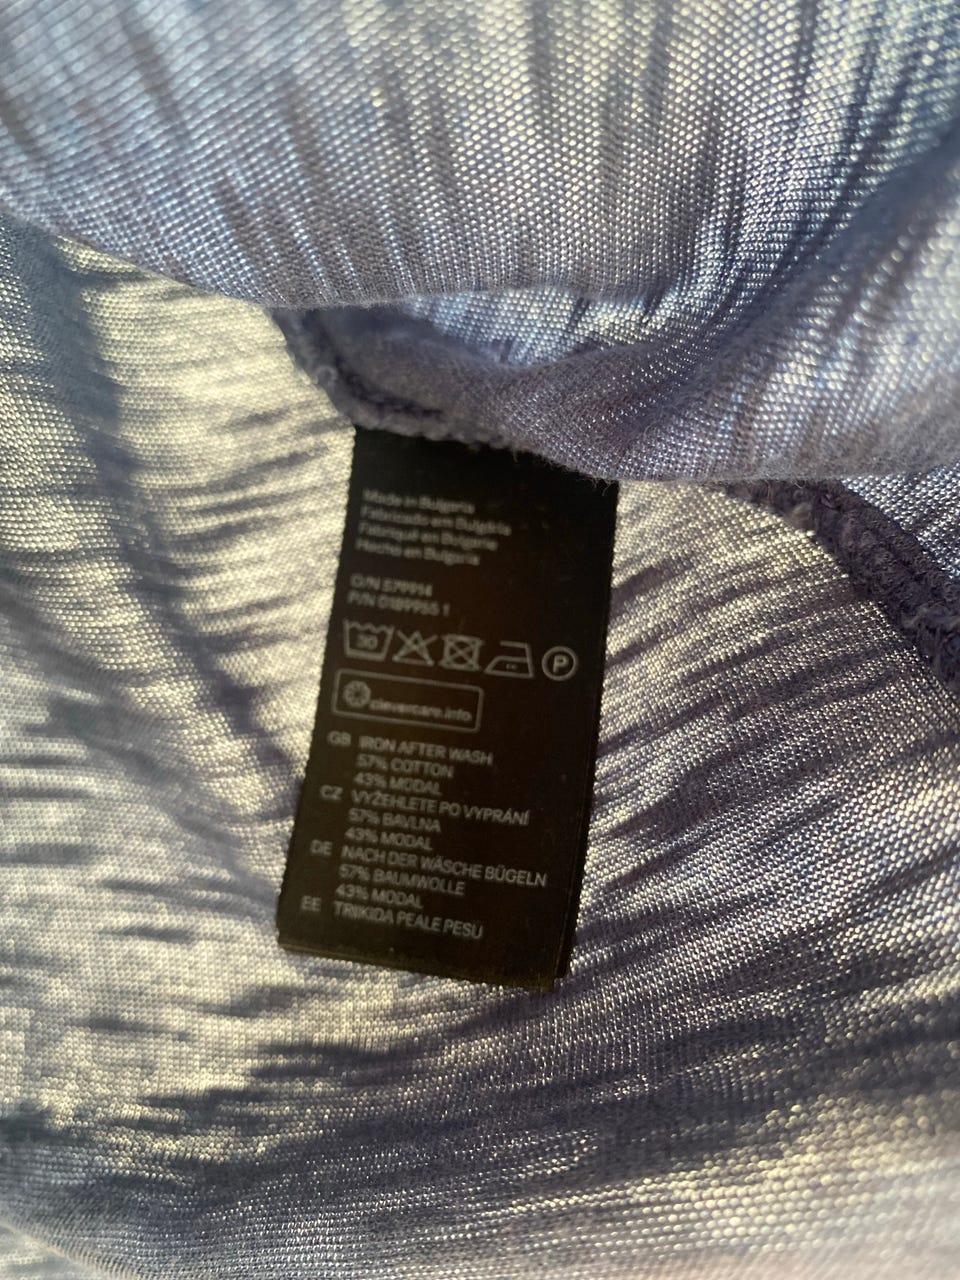 Made in Bulgaria
Fabricado em Bulgária
Fabriqué en Bulgarie
Hecho en Bulgaria
O/N 579914
P/N 0189955 1
30 P
clevercare.info
GB IRON AFTER WASH
57% COTTON
43% MODAL
CZ VYŽEHLETE PO VYPRÁNÍ
57% BAVLNA
43% MODAL
DE NACH DER WÄSCHE BÜGELN
57% BAUMWOLLE
43% MODAL
EE TRIIKIDA PEALE PESU